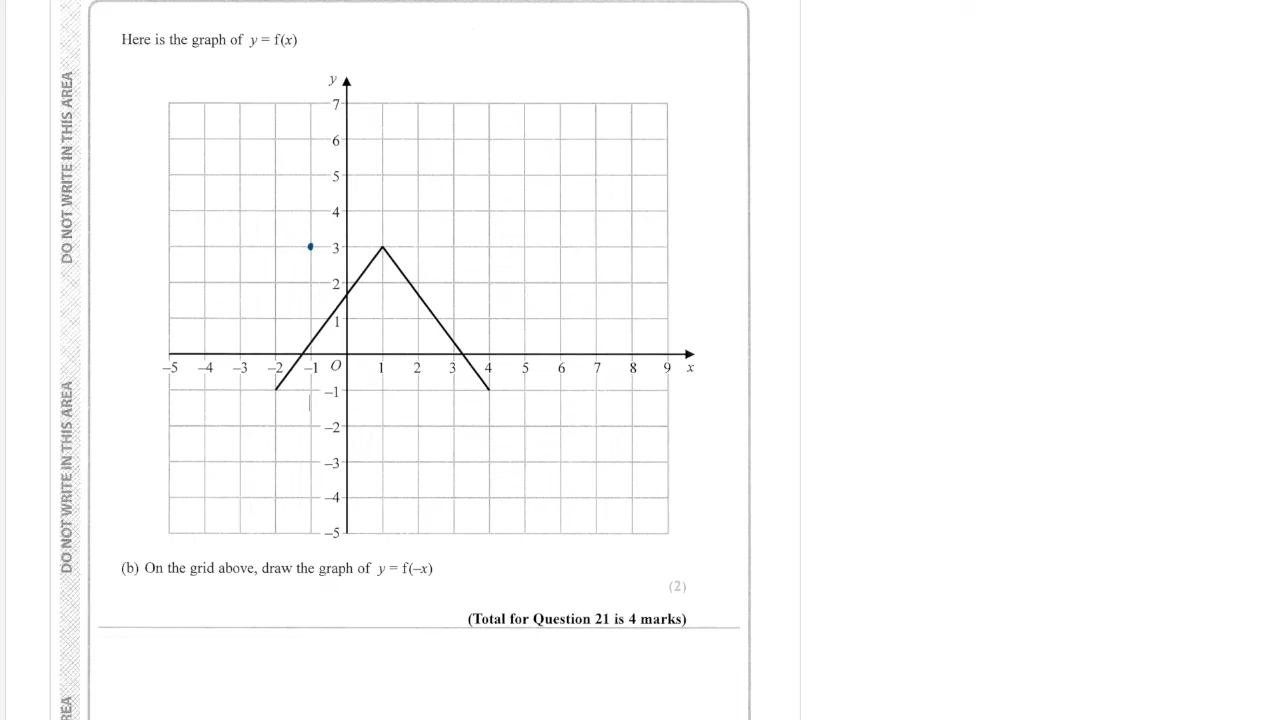 Here is the graph of y = f(x)
y
7
6
5
4
3
2
1
–5 –4 –3 –2 –1 O 1 2 3 4 5 6 7 8 9 x
–1
–2
–3
–4
–5
(b) On the grid above, draw the graph of y = f(–x)
(2)
(Total for Question 21 is 4 marks)
DO NOT WRITE IN THIS AREA
DO NOT WRITE IN THIS AREA
REA